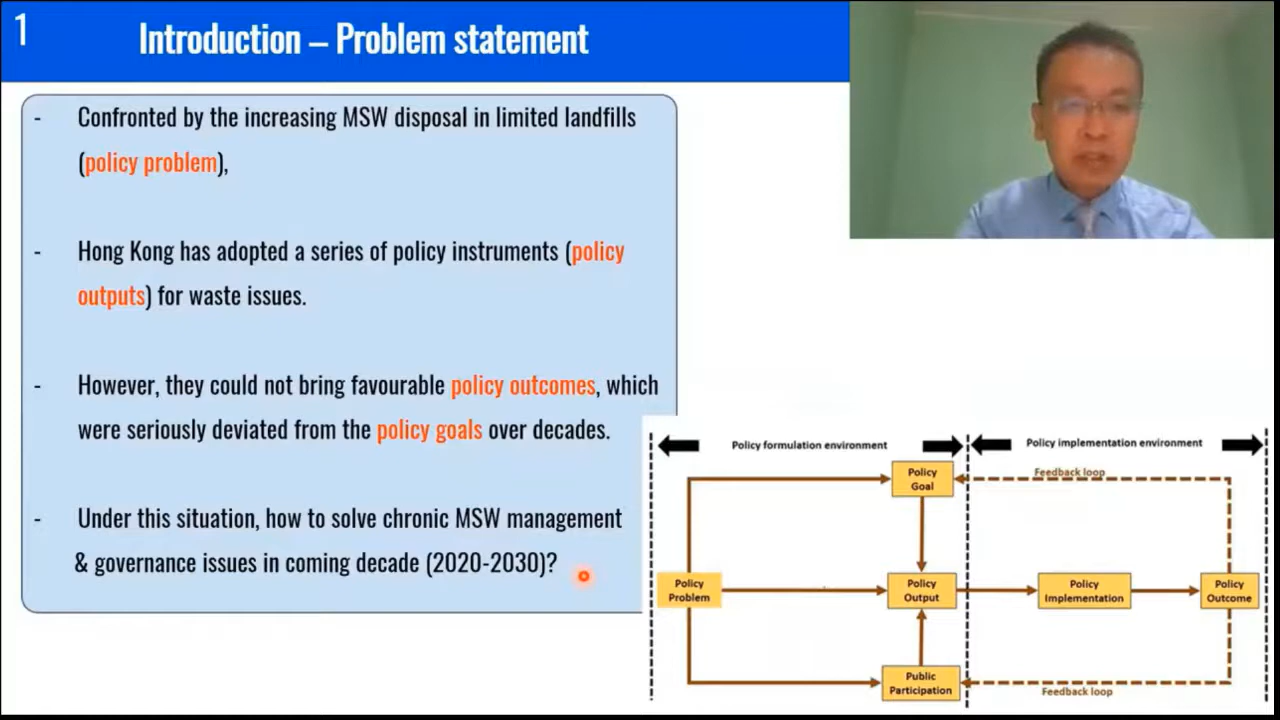 1
Introduction – Problem statement
- Confronted by the increasing MSW disposal in limited landfills
(policy problem),
- Hong Kong has adopted a series of policy instruments (policy
outputs) for waste issues.
- However, they could not bring favourable policy outcomes, which
were seriously deviated from the policy goals over decades.
- Under this situation, how to solve chronic MSW management
& governance issues in coming decade (2020-2030)?
Policy formulation environment
Policy implementation environment
Policy
Goal
Feedback loop
Policy
Problem
Policy
Output
Policy
Implementation
Policy
Outcome
Public
Participation
Feedback loop